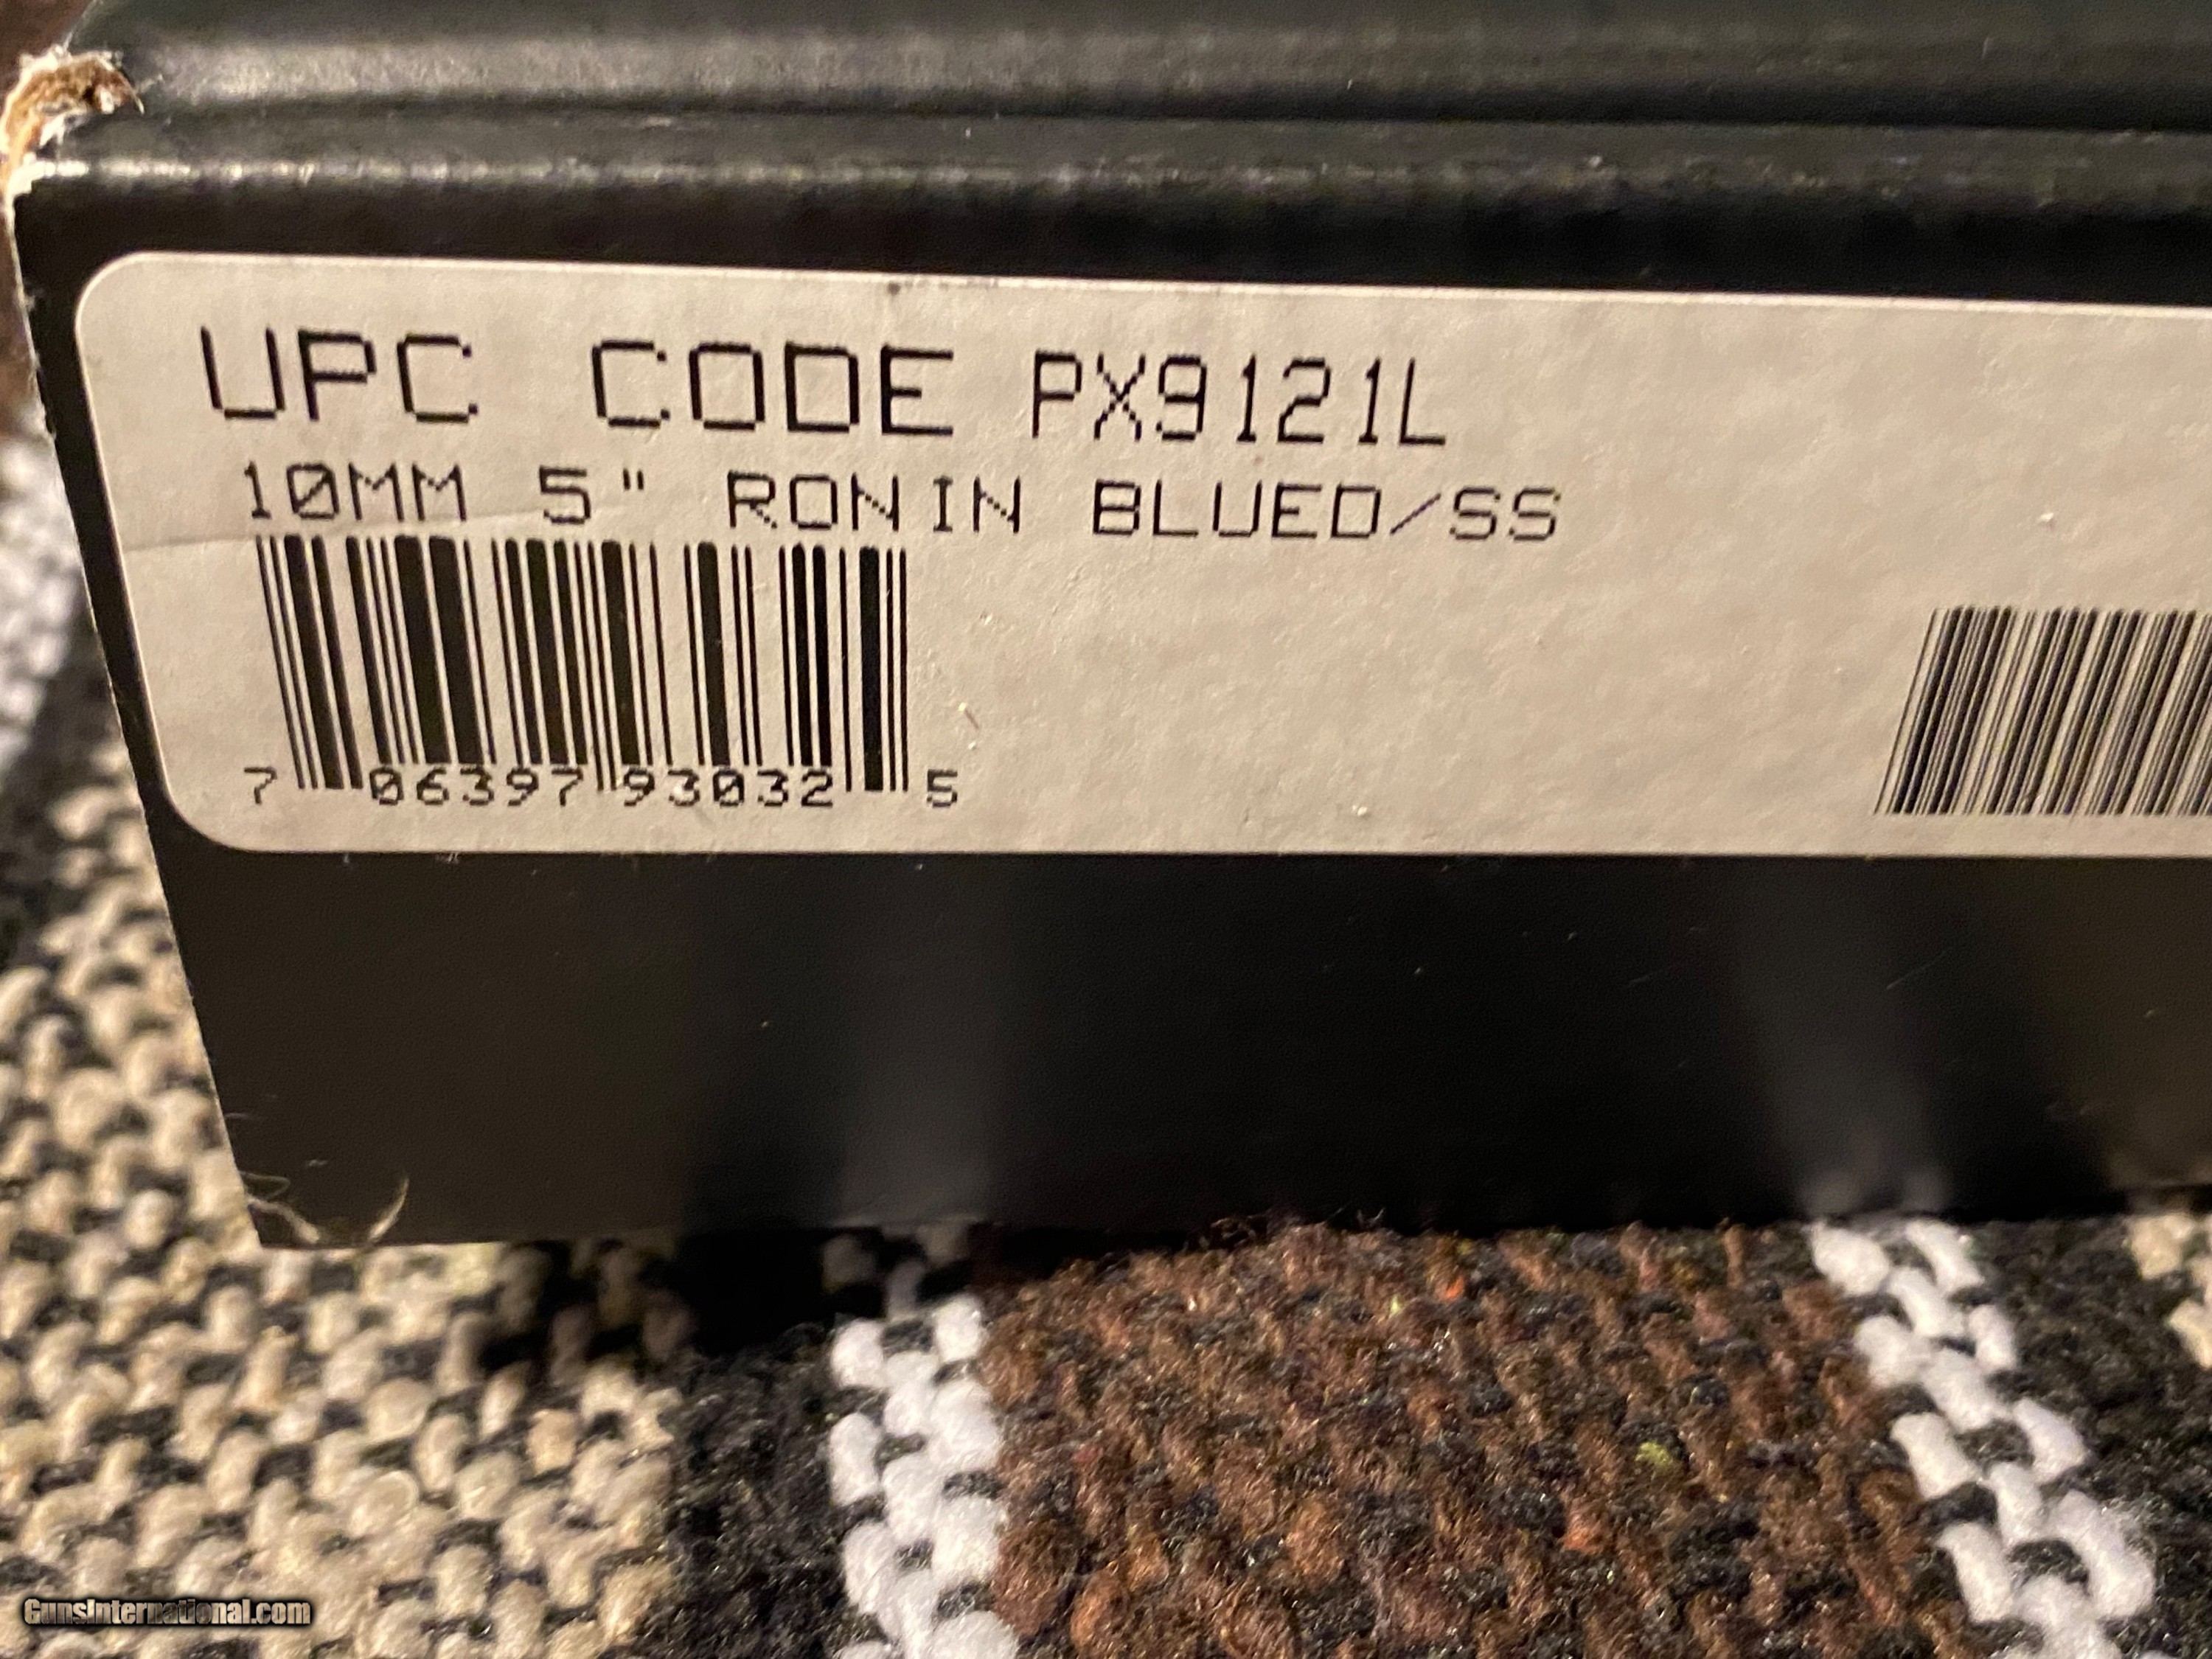 UPC CODE PX9121L
10MM 5" RONIN BLUED/SS
7 06397 93032 5
GunsInternational.com